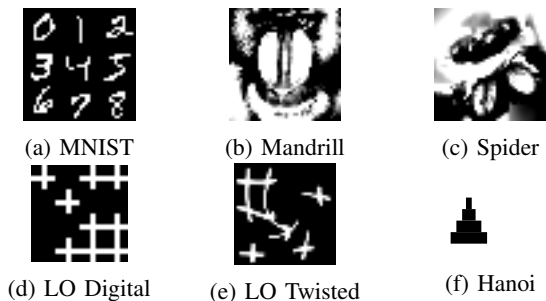 0 1 2
3 4 5
6 7 8
(a) MNIST
(b) Mandrill
(c) Spider
(d) LO Digital
(e) LO Twisted
(f) Hanoi